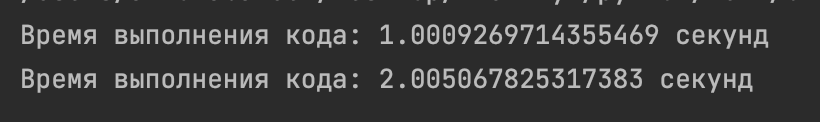 Время выполнения кода: 1.0009269714355469 секунд
Время выполнения кода: 2.005067825317383 секунд